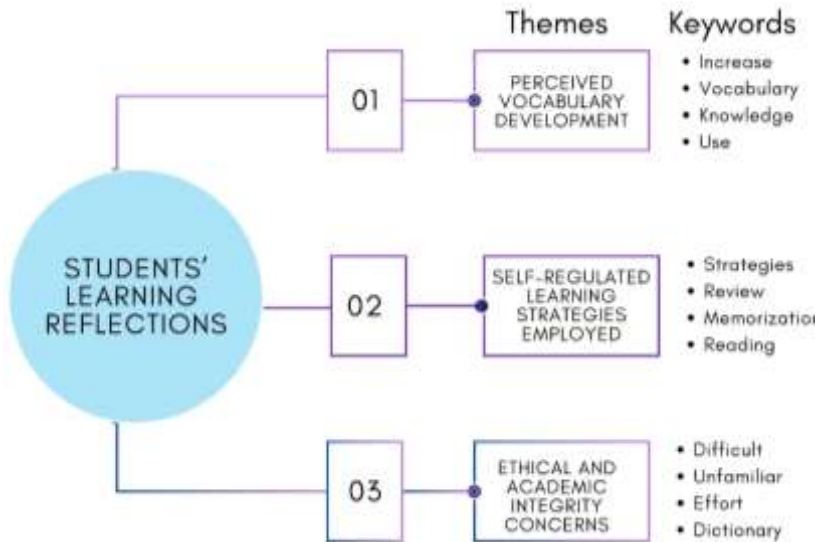 Themes
Keywords
01
PERCEIVED
VOCABULARY
DEVELOPMENT
• Increase
• Vocabulary
• Knowledge
• Use
STUDENTS'
LEARNING
REFLECTIONS
02
SELF-REGULATED
LEARNING
STRATEGIES
EMPLOYED
• Strategies
• Review
• Memorization
• Reading
03
ETHICAL AND
ACADEMIC
INTEGRITY
CONCERNS
• Difficult
• Unfamiliar
• Effort
• Dictionary